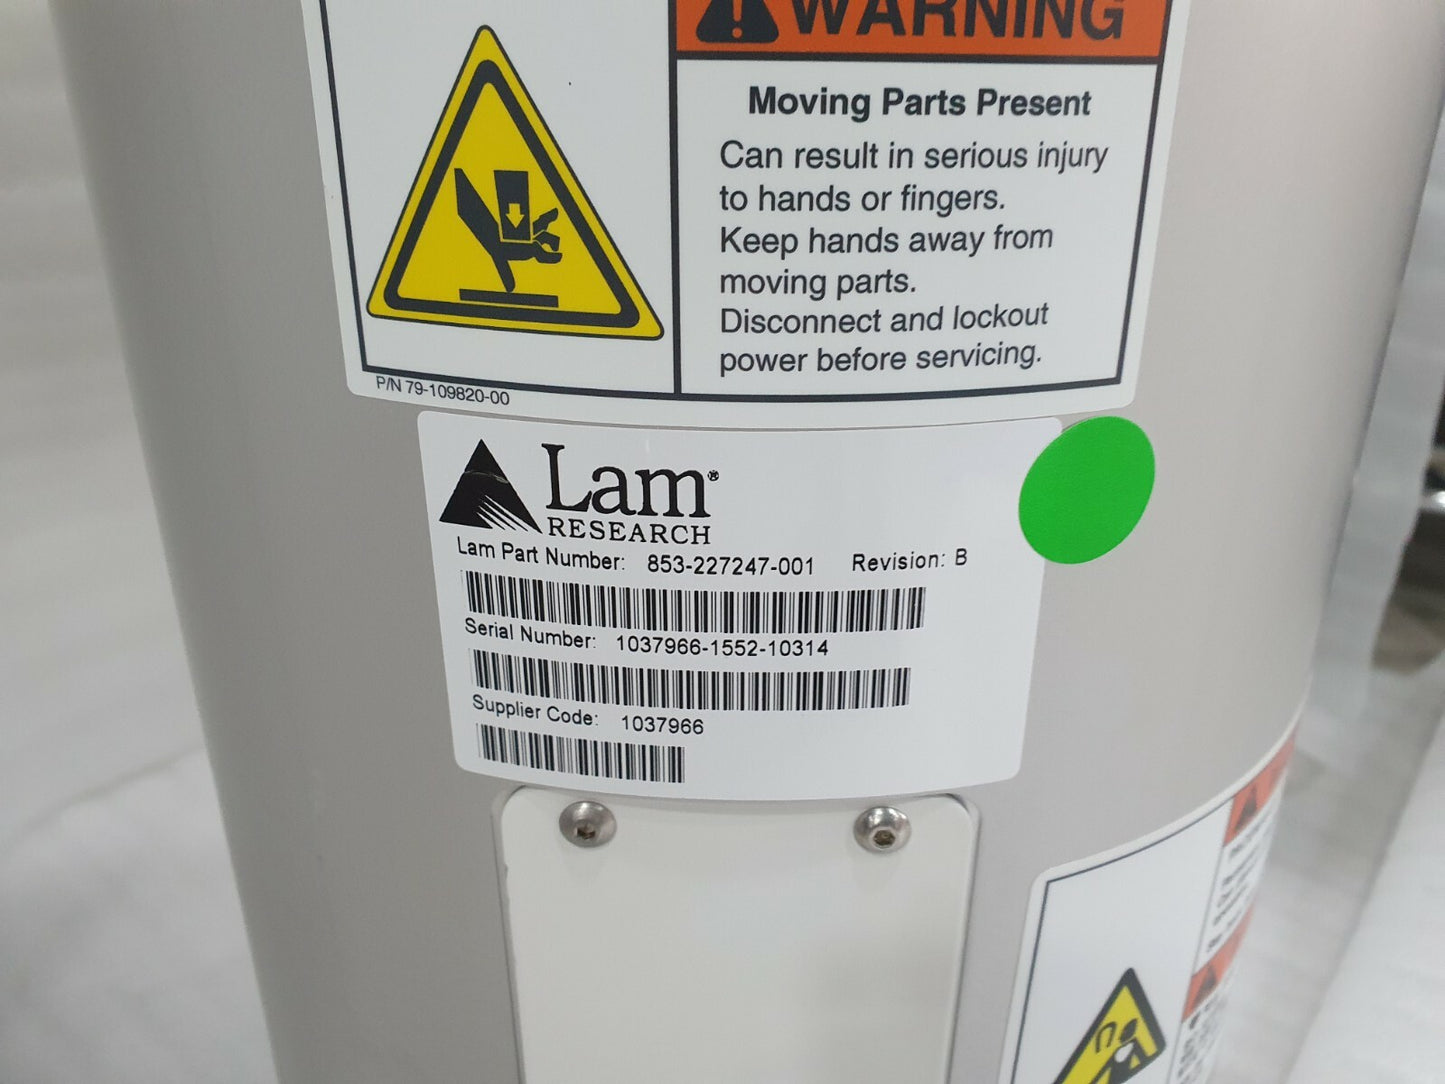 WARNING
Moving Parts Present
Can result in serious injury
to hands or fingers.
Keep hands away from
moving parts.
Disconnect and lockout
power before servicing.
P/N 79-109820-00
Lam®
RESEARCH
Lam Part Number: 853-227247-001 Revision: B
Serial Number: 1037966-1552-10314
Supplier Code: 1037966